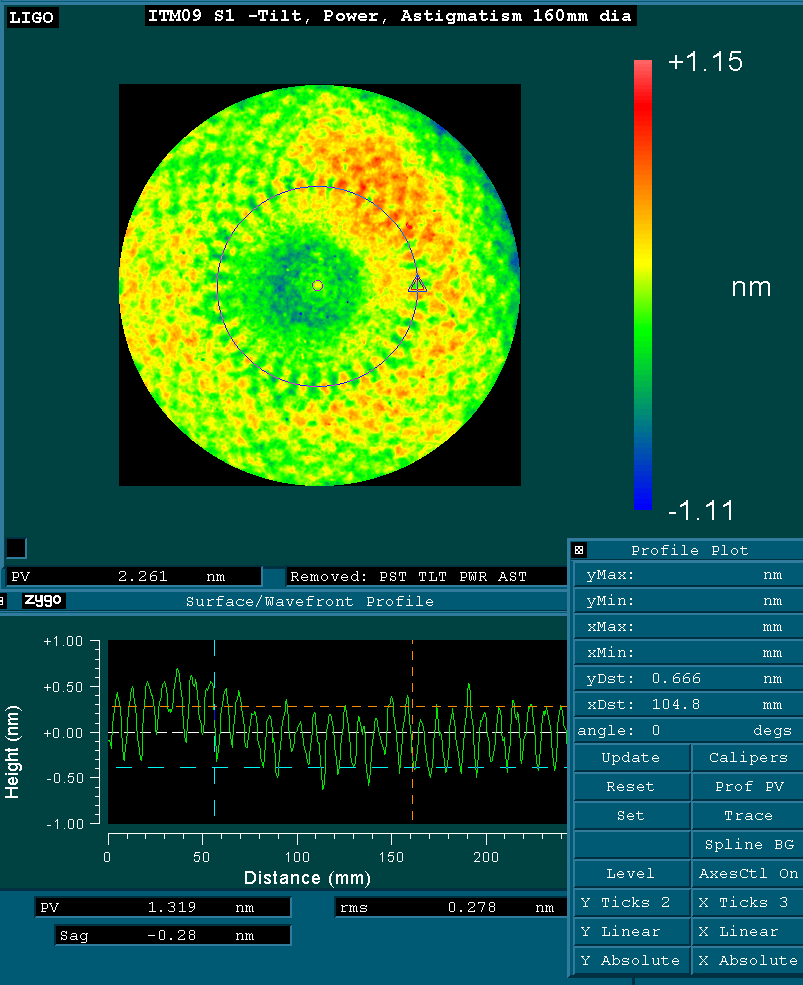 LIGO
ITM09 S1 -Tilt, Power, Astigmatism 160mm dia
+1.15
nm
-1.11
PV 2.261 nm
Removed: PST TLT PWR AST
zygo
Surface/Wavefront Profile
+1.00
+0.50
+0.00
-0.50
-1.00
Height (nm)
0 50 100 150 200
Distance (mm)
PV 1.319 nm
rms 0.278 nm
Sag -0.28 nm
Profile Plot
yMax: nm
yMin: nm
xMax: mm
xMin: mm
yDst: 0.666 nm
xDst: 104.8 mm
angle: 0 degs
Update Calipers
Reset Prof PV
Set Trace
Spline BG
Level AxesCtl On
Y Ticks 2 X Ticks 3
Y Linear X Linear
Y Absolute X Absolute